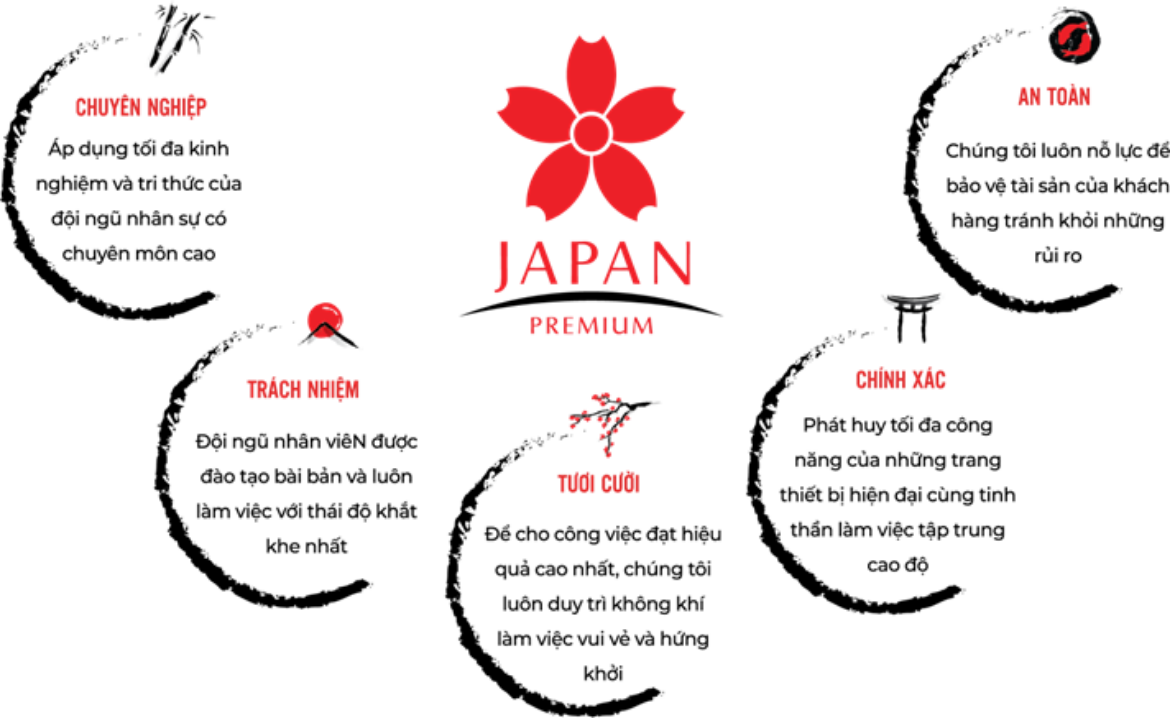 CHUYÊN NGHIỆP
Áp dụng tối đa kinh
nghiệm và tri thức của
đội ngũ nhân sự có
chuyên môn cao
JAPAN
PREMIUM
AN TOÀN
Chúng tôi luôn nỗ lực để
bảo vệ tài sản của khách
hàng tránh khỏi những
rủi ro
TRÁCH NHIỆM
Đội ngũ nhân viêN được
đào tạo bài bản và luôn
làm việc với thái độ khắt
khe nhất
TƯƠI CƯỜI
Để cho công việc đạt hiệu
quả cao nhất, chúng tôi
luôn duy trì không khí
làm việc vui vẻ và hứng
khởi
CHÍNH XÁC
Phát huy tối đa công
năng của những trang
thiết bị hiện đại cùng tinh
thần làm việc tập trung
cao độ